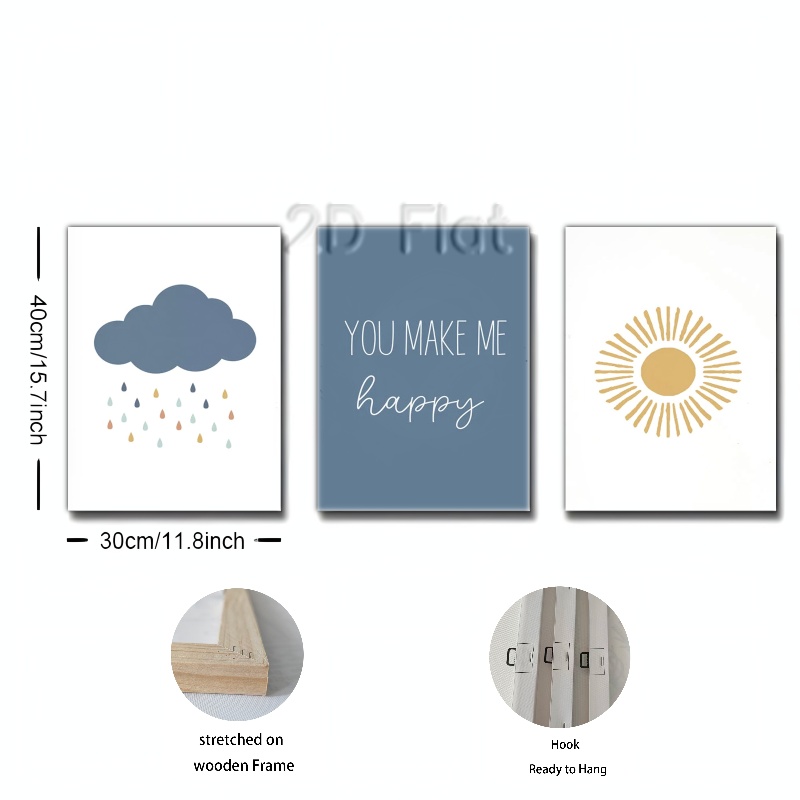 2D Flat
40cm/15.7inch
YOU MAKE ME
happy
30cm/11.8inch
stretched on
wooden Frame
Hook
Ready to Hang